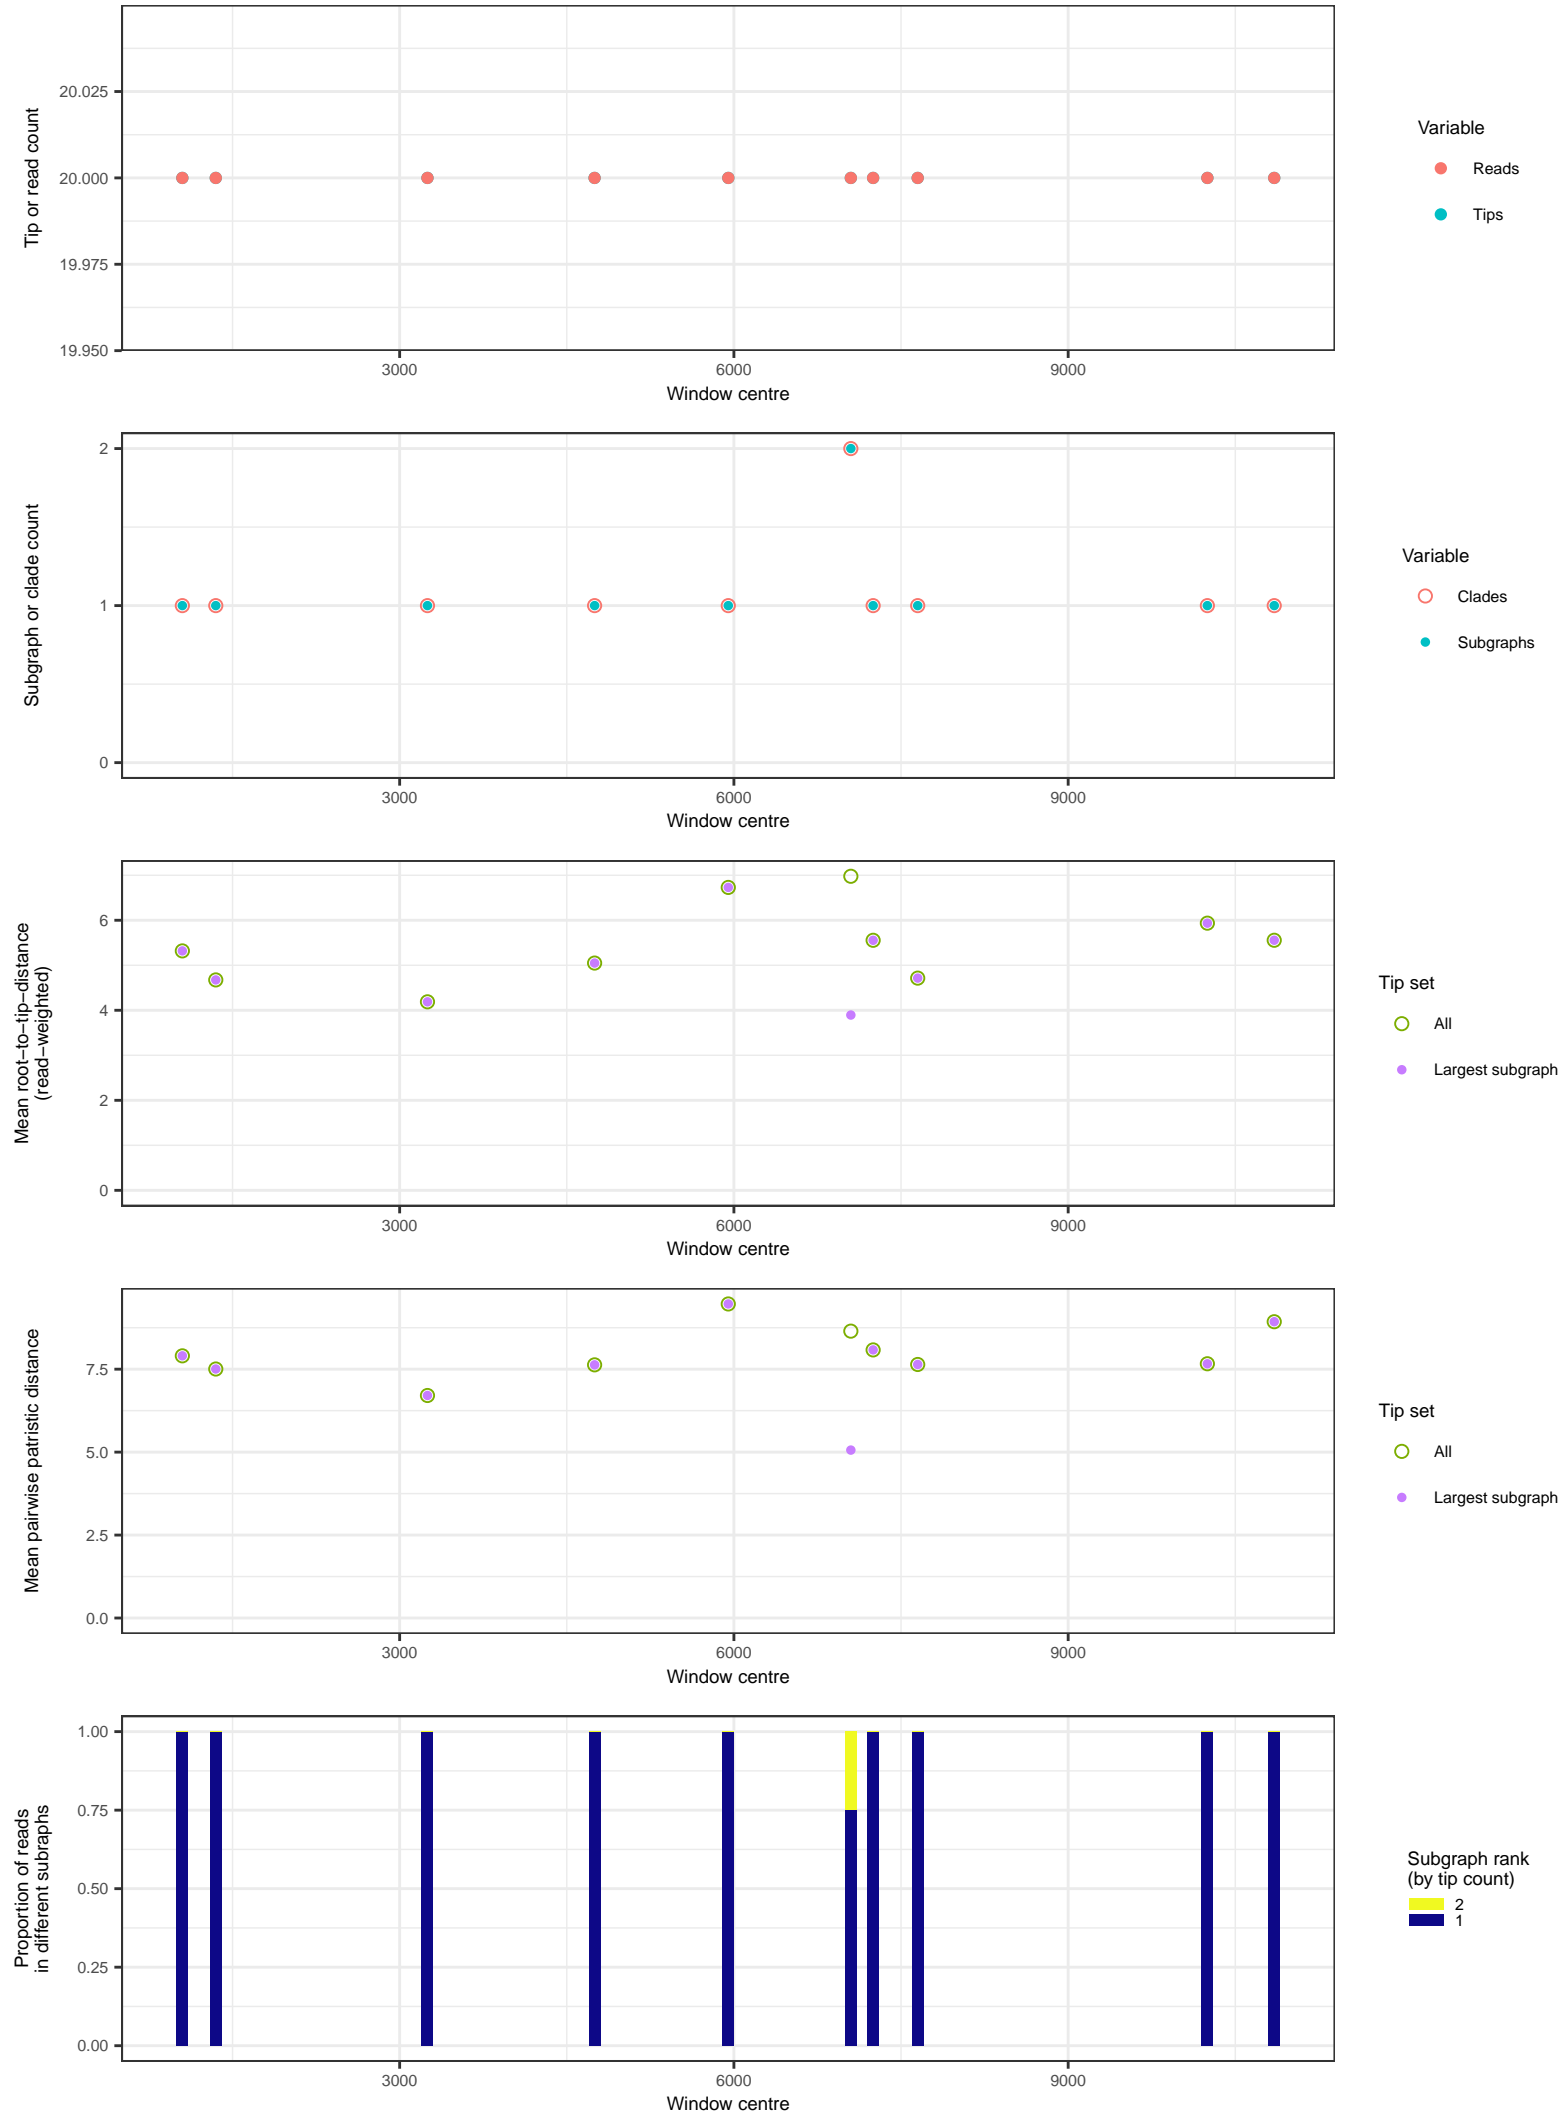 Tip or read count
20.025
20.000
19.975
19.950
3000
6000
9000
Window centre
Variable
Reads
Tips
Subgraph or clade count
2
1
0
3000
6000
9000
Window centre
Variable
Clades
Subgraphs
Mean root−to−tip−distance
(read−weighted)
6
4
2
0
3000
6000
9000
Window centre
Tip set
All
Largest subgraph
Mean pairwise patristic distance
7.5
5.0
2.5
0.0
3000
6000
9000
Window centre
Tip set
All
Largest subgraph
Proportion of reads
in different subraphs
1.00
0.75
0.50
0.25
0.00
3000
6000
9000
Window centre
Subgraph rank
(by tip count)
2
1